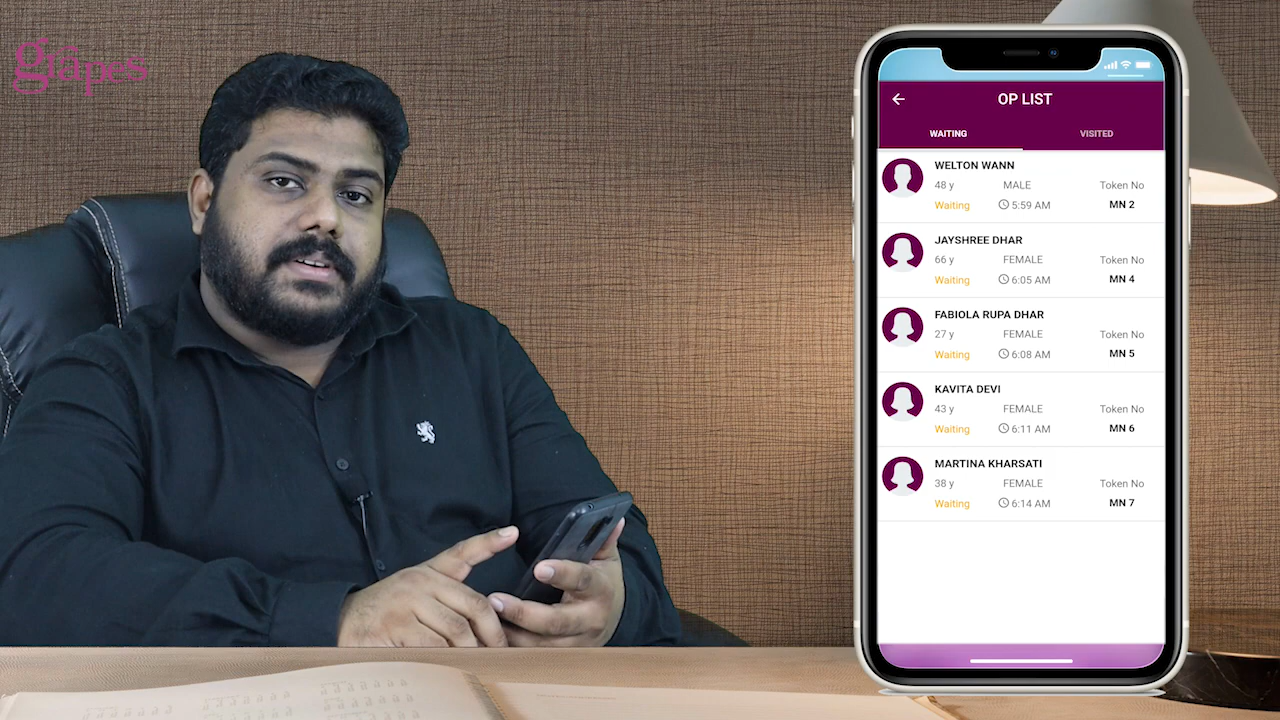 giâpes
OP LIST
WAITING VISITED
WELTON WANN
48 y MALE Token No
Waiting 5:59 AM MN 2
JAYSHREE DHAR
66 y FEMALE Token No
Waiting 6:05 AM MN 4
FABIOLA RUPA DHAR
27 y FEMALE Token No
Waiting 6:08 AM MN 5
KAVITA DEVI
43 y FEMALE Token No
Waiting 6:11 AM MN 6
MARTINA KHARSATI
38 y FEMALE Token No
Waiting 6:14 AM MN 7